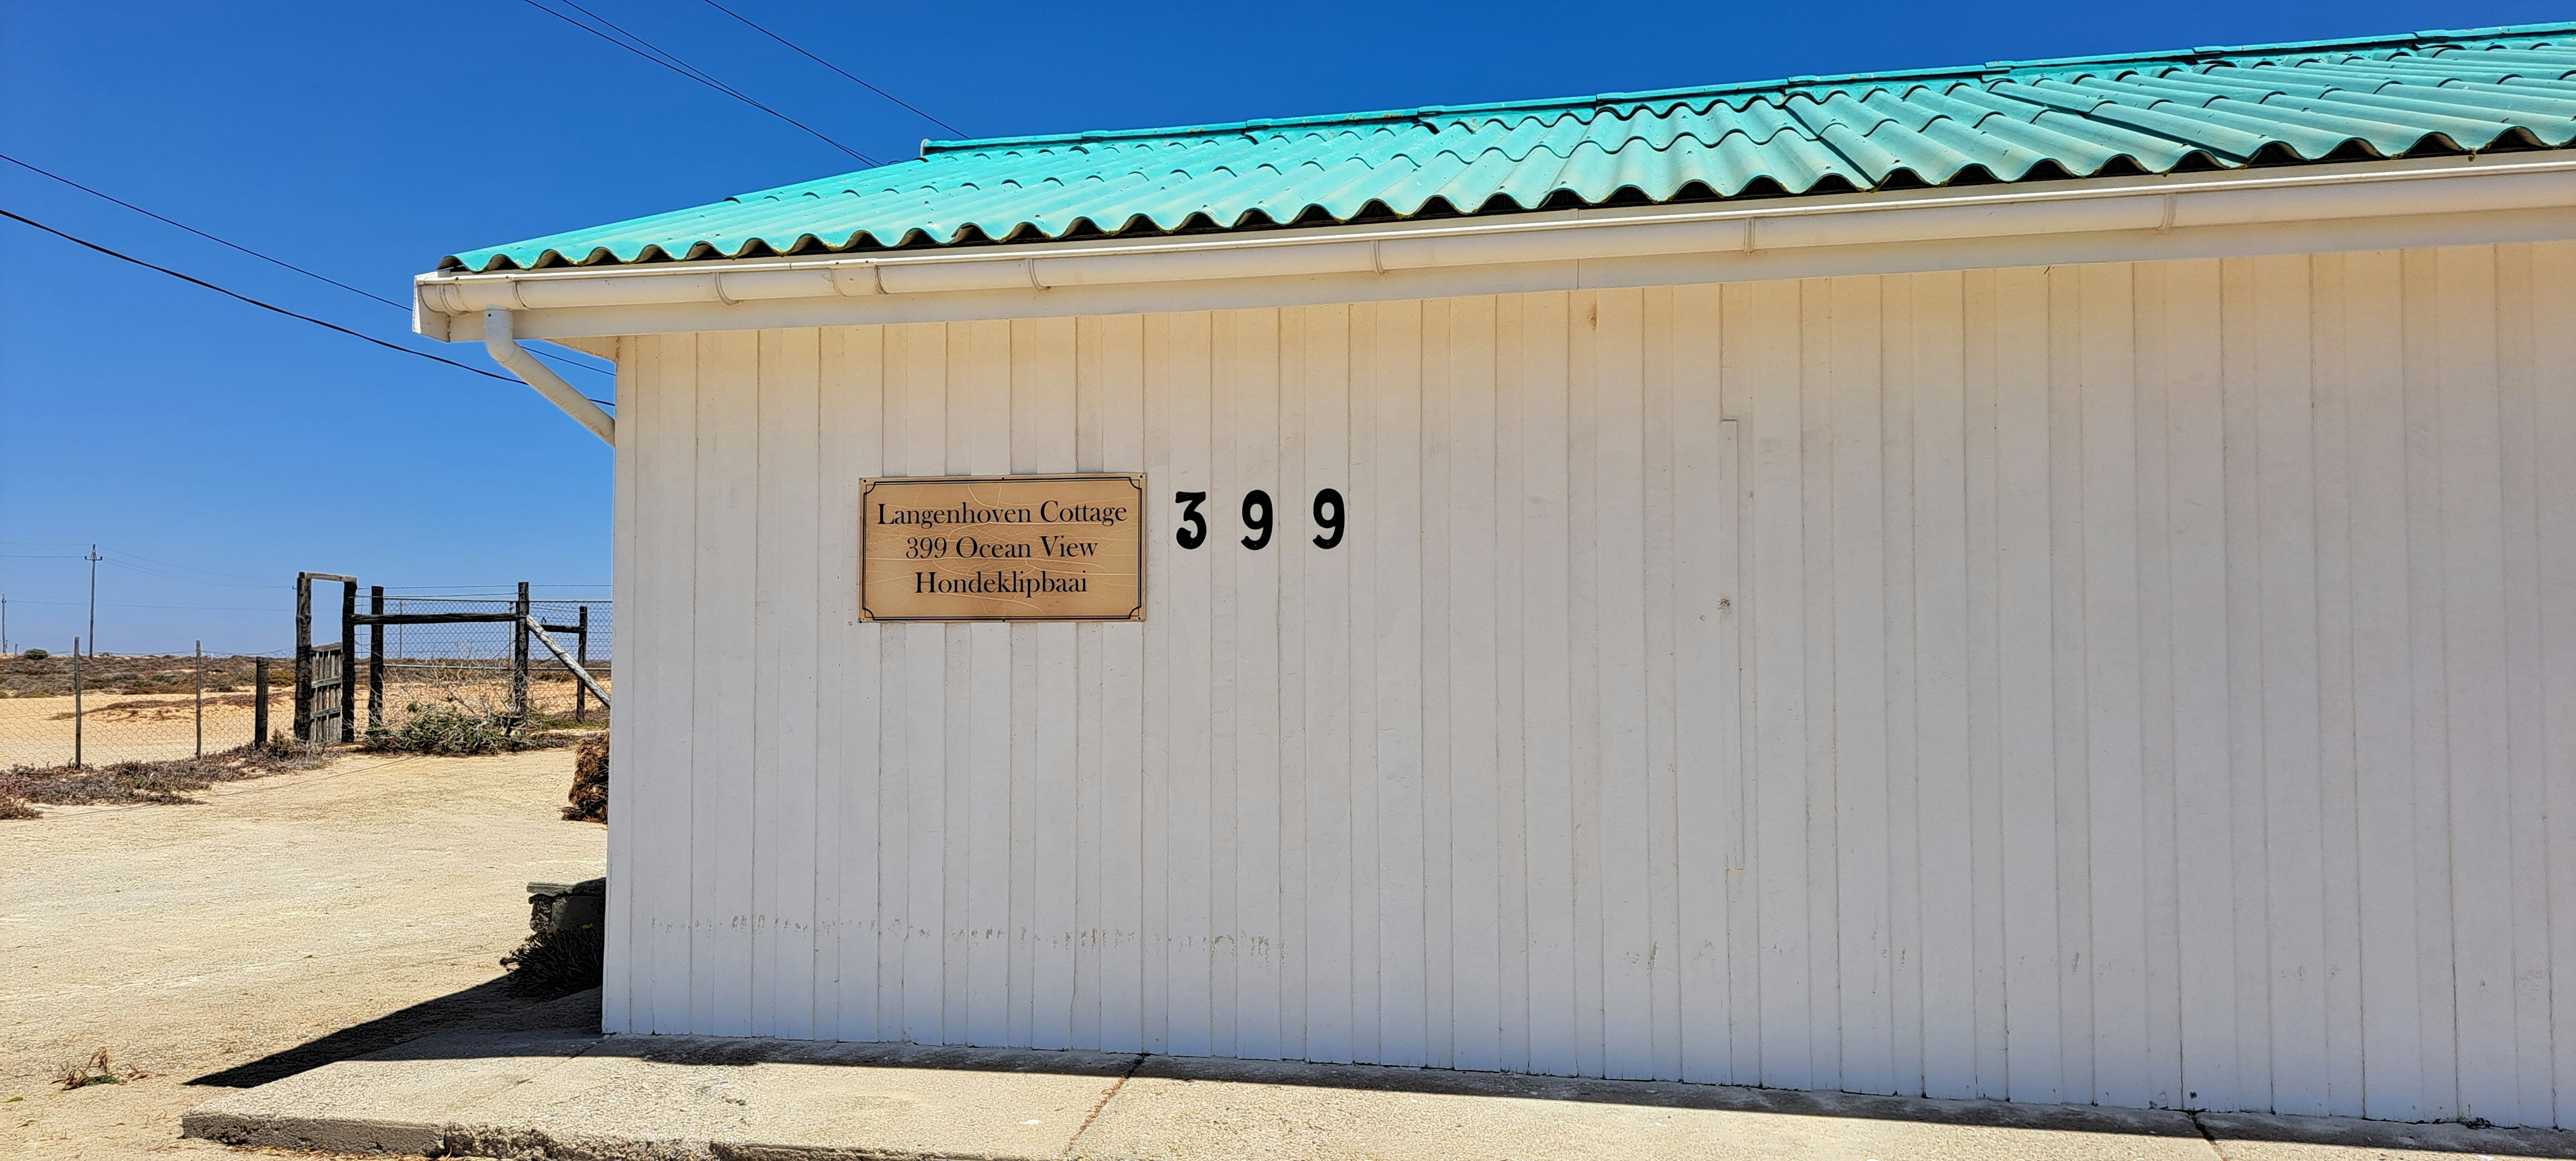 Langenhoven Cottage
399 Ocean View
Hondeklipbaai
399